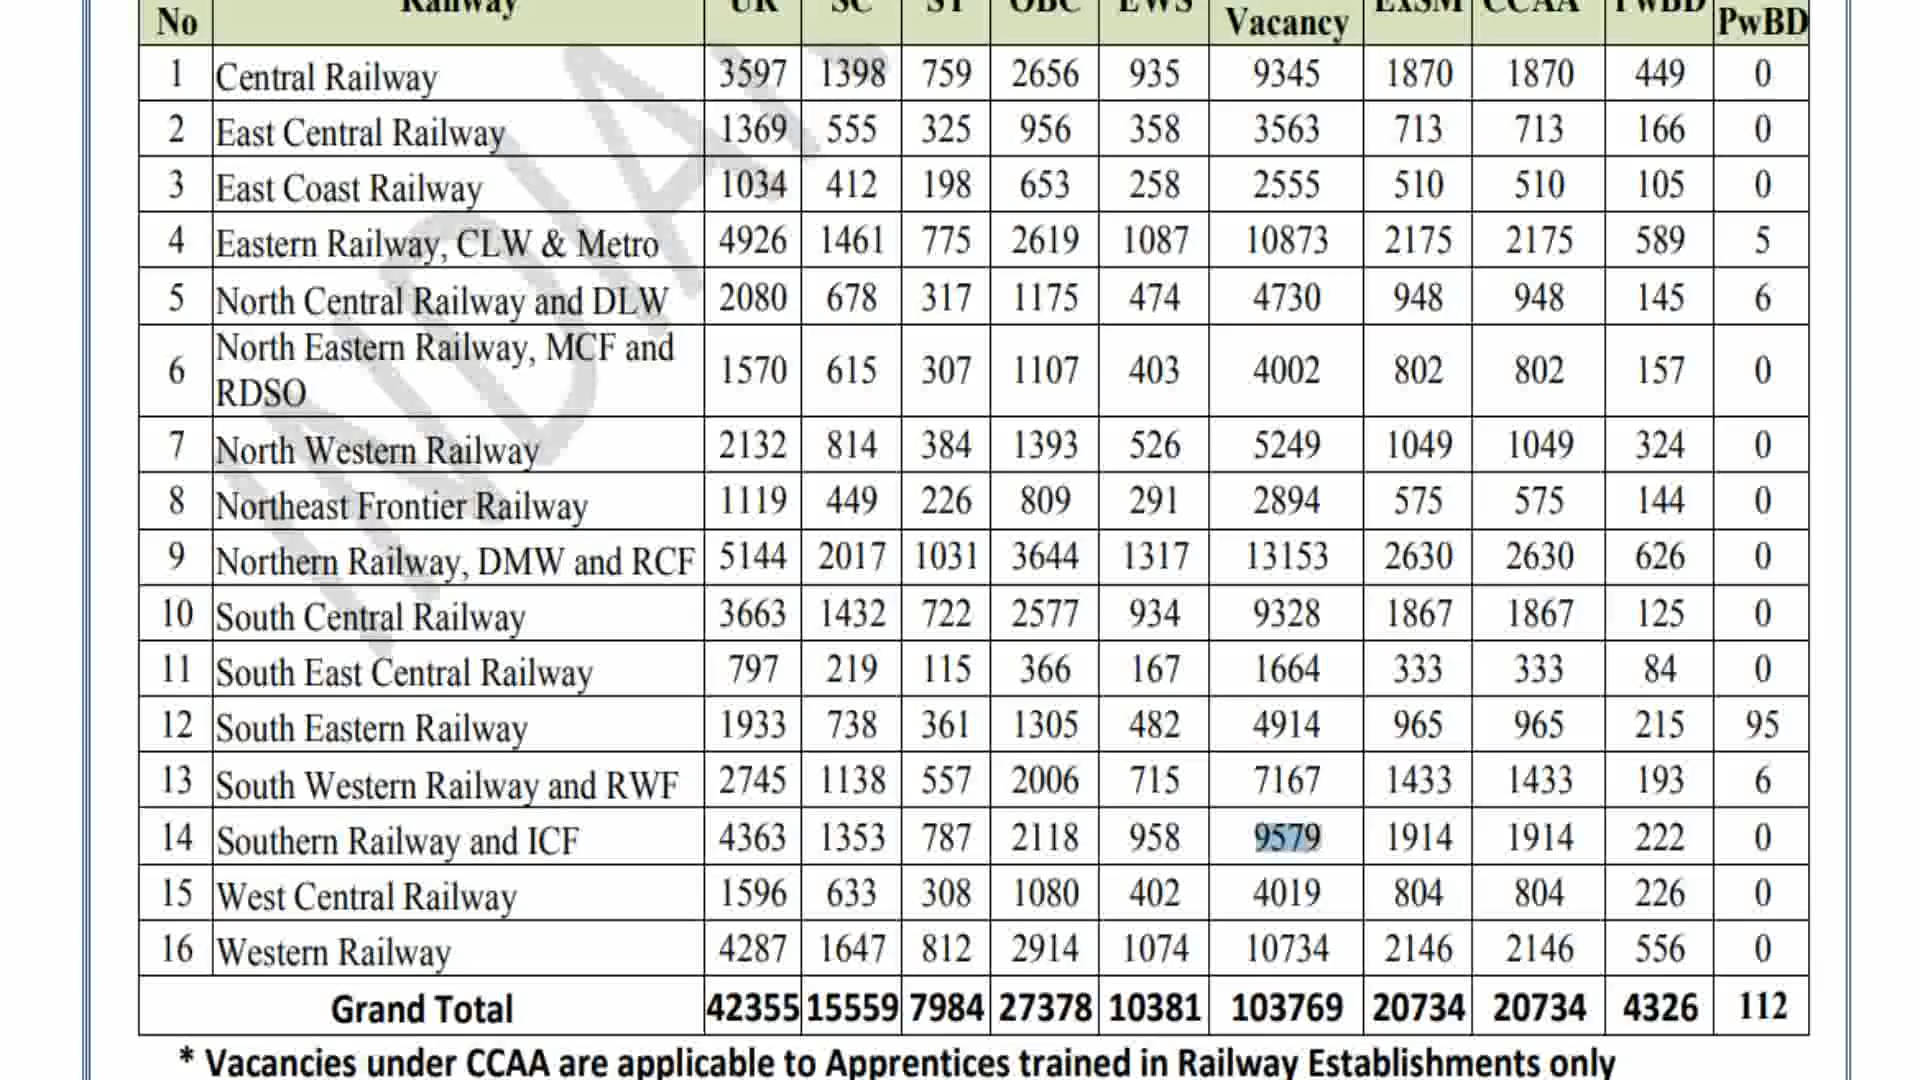 No Railway UR SC ST OBC EWS Vacancy ExSM CCAA PwBD PwBD
1 Central Railway 3597 1398 759 2656 935 9345 1870 1870 449 0
2 East Central Railway 1369 555 325 956 358 3563 713 713 166 0
3 East Coast Railway 1034 412 198 653 258 2555 510 510 105 0
4 Eastern Railway, CLW & Metro 4926 1461 775 2619 1087 10873 2175 2175 589 5
5 North Central Railway and DLW 2080 678 317 1175 474 4730 948 948 145 6
North Eastern Railway, MCF and
6 RDSO 1570 615 307 1107 403 4002 802 802 157 0
7 North Western Railway 2132 814 384 1393 526 5249 1049 1049 324 0
8 Northeast Frontier Railway 1119 449 226 809 291 2894 575 575 144 0
9 Northern Railway, DMW and RCF 5144 2017 1031 3644 1317 13153 2630 2630 626 0
10 South Central Railway 3663 1432 722 2577 934 9328 1867 1867 125 0
11 South East Central Railway 797 219 115 366 167 1664 333 333 84 0
12 South Eastern Railway 1933 738 361 1305 482 4914 965 965 215 95
13 South Western Railway and RWF 2745 1138 557 2006 715 7167 1433 1433 193 6
14 Southern Railway and ICF 4363 1353 787 2118 958 9579 1914 1914 222 0
15 West Central Railway 1596 633 308 1080 402 4019 804 804 226 0
16 Western Railway 4287 1647 812 2914 1074 10734 2146 2146 556 0
Grand Total 42355 15559 7984 27378 10381 103769 20734 20734 4326 112
* Vacancies under CCAA are applicable to Apprentices trained in Railway Establishments only